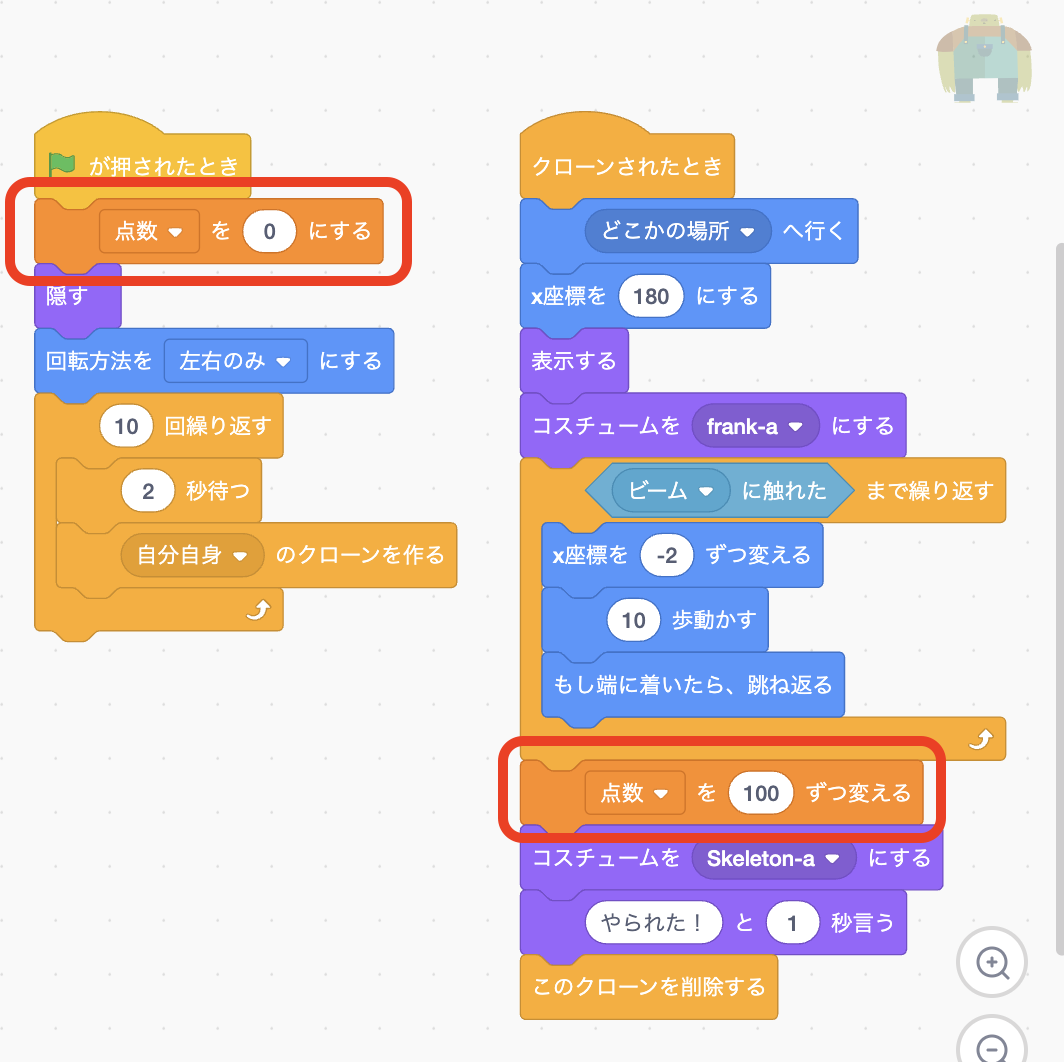 が押されたとき
点数 を 0 にする
隠す
回転方法を 左右のみ にする
10 回繰り返す
2 秒待つ
自分自身 のクローンを作る
クローンされたとき
どこかの場所 へ行く
x座標を 180 にする
表示する
コスチュームを frank-a にする
ビーム に触れた まで繰り返す
x座標を -2 ずつ変える
10 歩動かす
もし端に着いたら、跳ね返る
点数 を 100 ずつ変える
コスチュームを Skeleton-a にする
やられた！ と 1 秒言う
このクローンを削除する